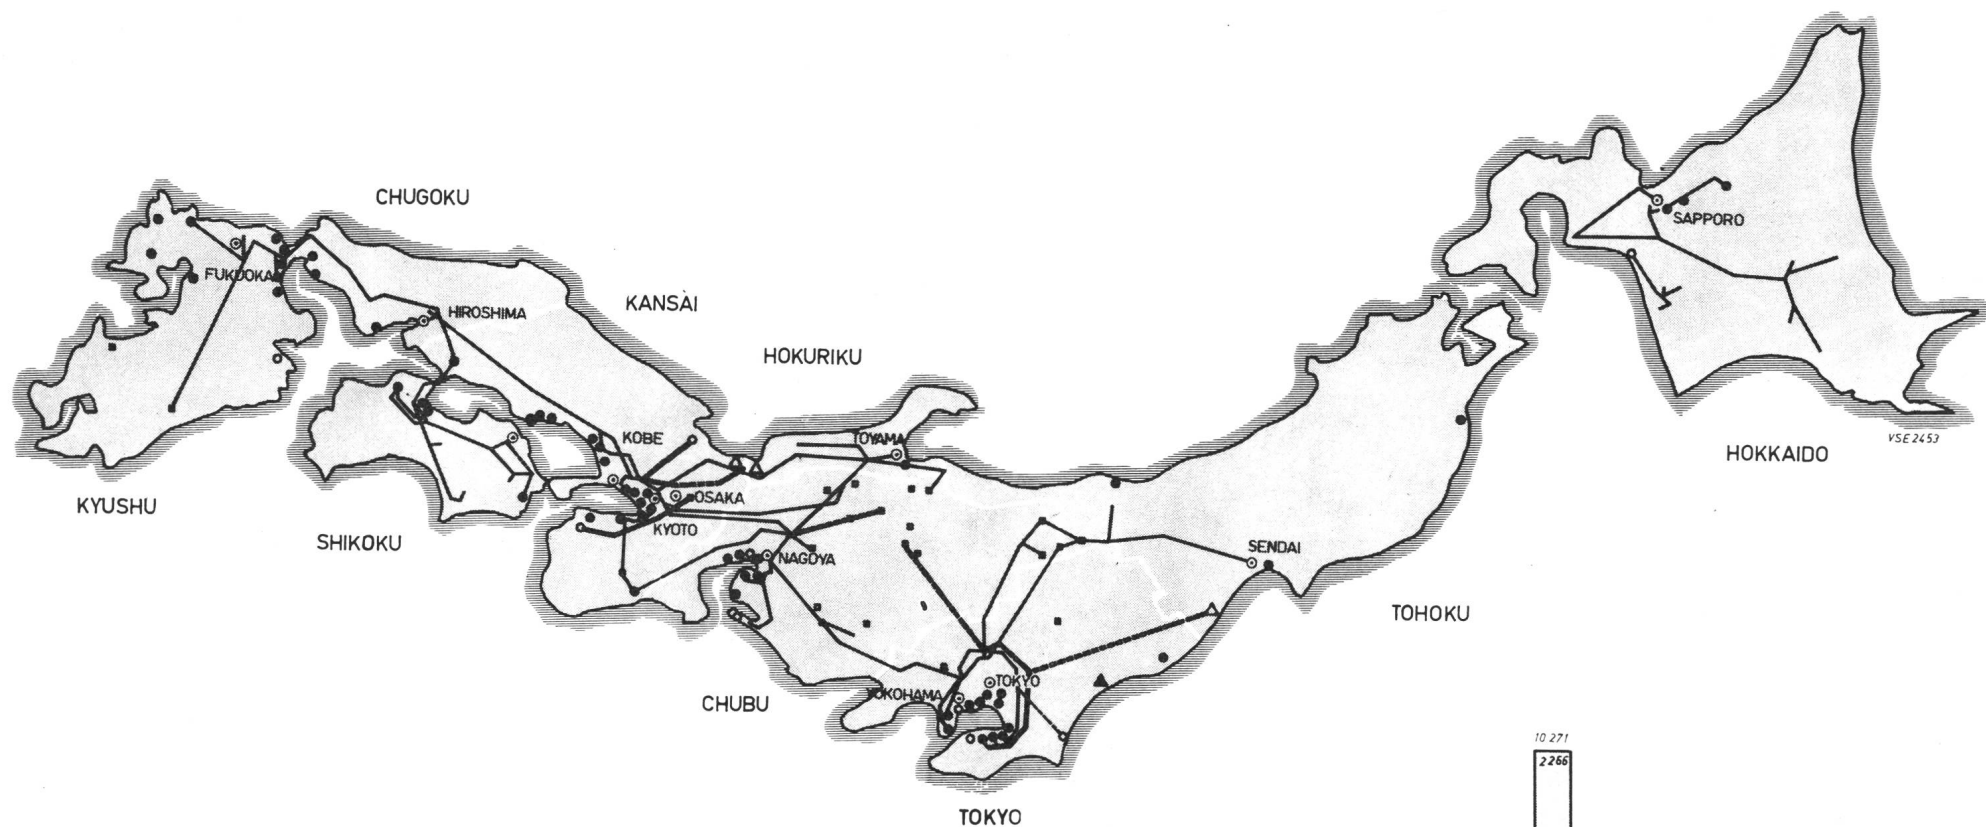 CHUGOKU
SAPPORO
FUKUOKA
KANSAI
HIROSHIMA
HOKURIKU
KOBE
TOYAMA
VSE 2453
HOKKAIDO
KYUSHU
OSAKA
KYOTO
SHIKOKU
NAGOYA
SENDAI
TOHOKU
TOKYO
YOKOHAMA
CHUBU
10 271
2266
TOKYO